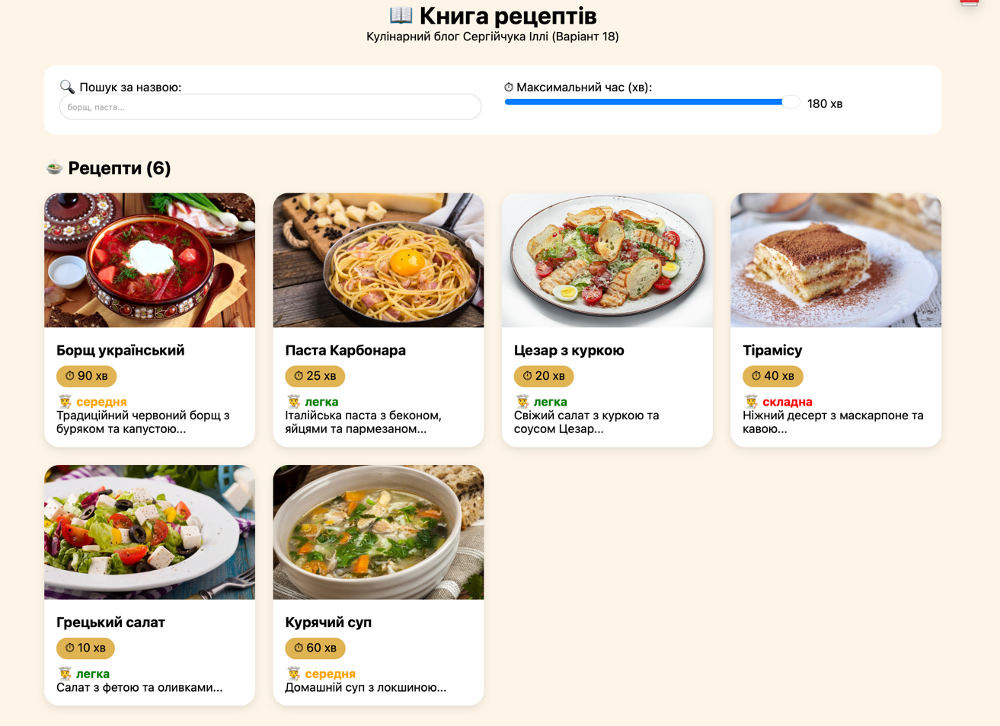 📖 Книга рецептів
Кулінарний блог Сергійчука Іллі (Варіант 18)
🔍 Пошук за назвою:
борщ, паста...
⏱ Максимальний час (хв):
180 хв
🍲 Рецепти (6)
Борщ український
⏱ 90 хв
👨‍🍳 середня
Традиційний червоний борщ з
буряком та капустою...
Паста Карбонара
⏱ 25 хв
👨‍🍳 легка
Італійська паста з беконом,
яйцями та пармезаном...
Цезар з куркою
⏱ 20 хв
👨‍🍳 легка
Свіжий салат з куркою та
соусом Цезар...
Тірамісу
⏱ 40 хв
👨‍🍳 складна
Ніжний десерт з маскарпоне та
кавою...
Грецький салат
⏱ 10 хв
👨‍🍳 легка
Салат з фетою та оливками...
Курячий суп
⏱ 60 хв
👨‍🍳 середня
Домашній суп з локшиною...